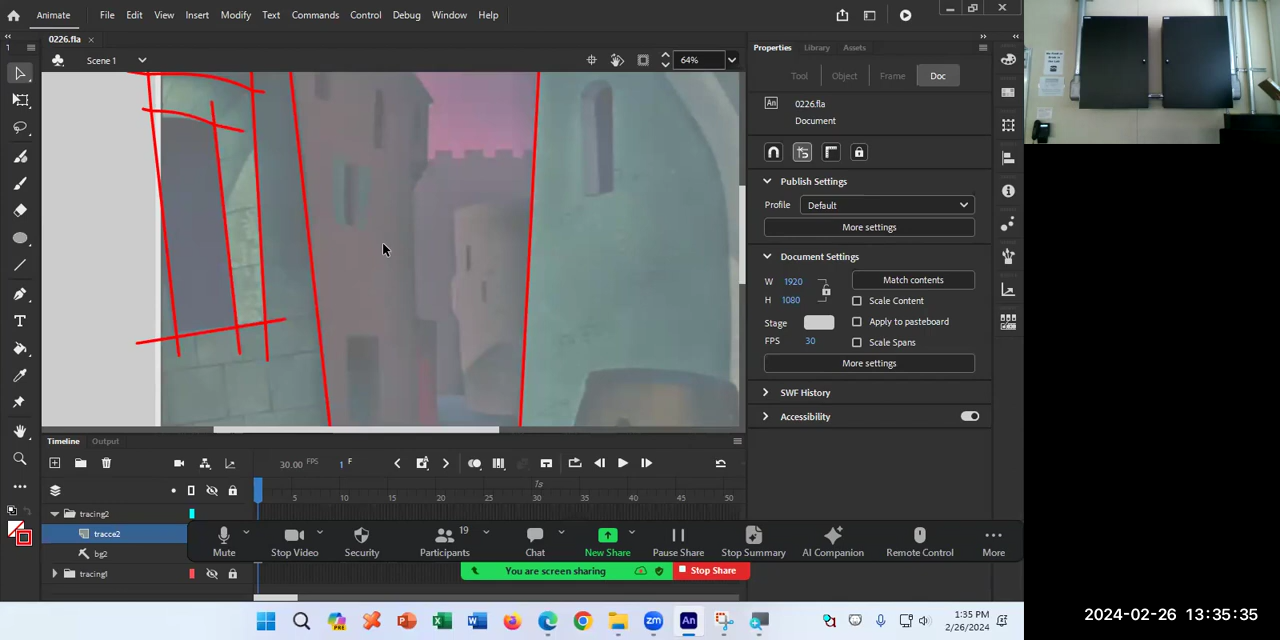 Animate
File Edit View Insert Modify Text Commands Control Debug Window Help
0226.fla
Scene 1
64%
Properties Library Assets
Tool Object Frame Doc
An 0226.fla
Document
Publish Settings
Profile Default
More settings
Document Settings
W 1920 Match contents
H 1080 Scale Content
Stage Apply to pasteboard
FPS 30 Scale Spans
More settings
SWF History
Accessibility
Timeline Output
30.00 FPS 1 F
1s
5 10 15 20 25 30 35 40 45 50
tracing2
tracce2
bg2
tracing1
19
Mute Stop Video Security Participants Chat New Share Pause Share Stop Summary AI Companion Remote Control More
You are screen sharing Stop Share
1:35 PM
2/26/2024
2024-02-26 13:35:35